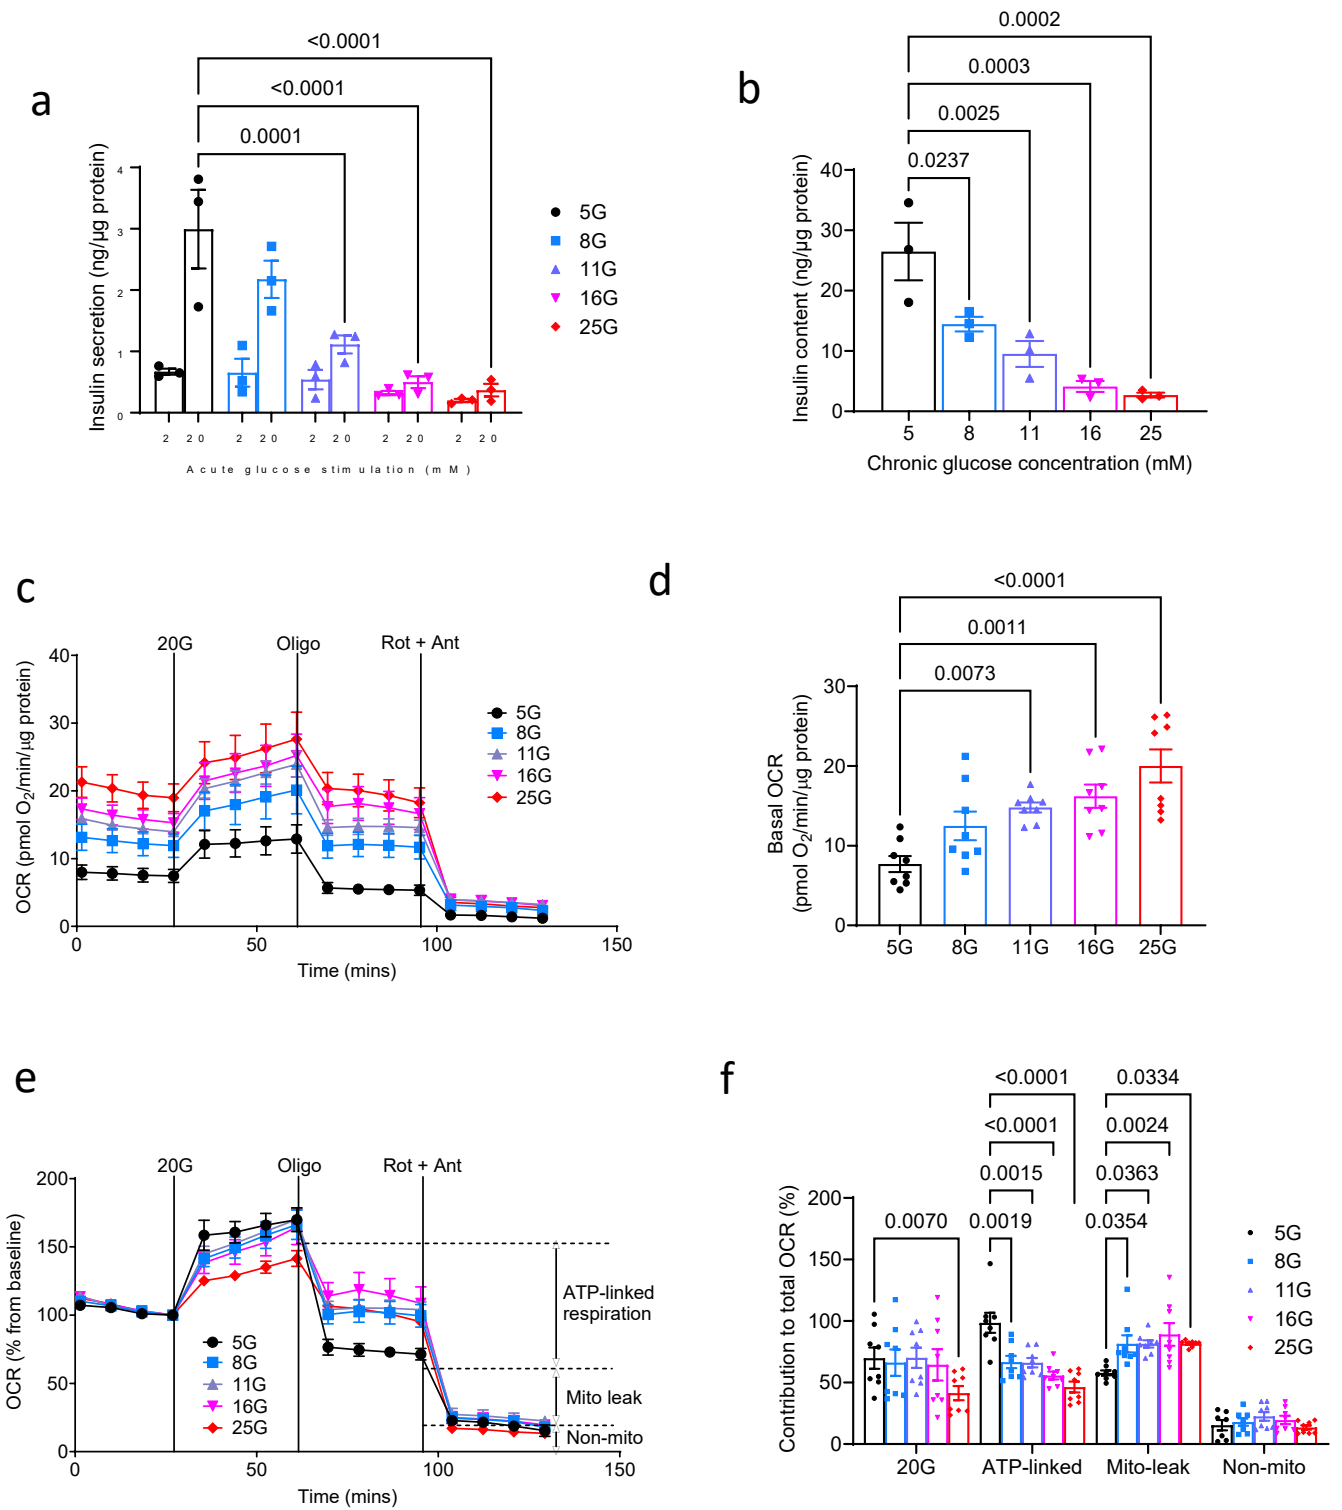 a
<0.0001
<0.0001
0.0001
Insulin secretion (ng/µg protein)
4
3
2
1
0
2 20 2 20 2 20 2 20 2 20
Acute glucose stimulation (mM)
5G
8G
11G
16G
25G
b
0.0002
0.0003
0.0025
0.0237
Insulin content (ng/µg protein)
40
30
20
10
0
5 8 11 16 25
Chronic glucose concentration (mM)
c
20G Oligo Rot + Ant
OCR (pmol O2/min/µg protein)
40
30
20
10
0
0 50 100 150
Time (mins)
5G
8G
11G
16G
25G
d
<0.0001
0.0011
0.0073
Basal OCR
(pmol O2/min/µg protein)
30
20
10
0
5G 8G 11G 16G 25G
e
20G Oligo Rot + Ant
OCR (% from baseline)
200
150
100
50
0
0 50 100 150
Time (mins)
5G
8G
11G
16G
25G
ATP-linked
respiration
Mito leak
Non-mito
f
<0.0001 0.0334
<0.0001 0.0024
0.0015 0.0363
0.0070 0.0019 0.0354
Contribution to total OCR (%)
200
150
100
50
0
20G ATP-linked Mito-leak Non-mito
5G
8G
11G
16G
25G